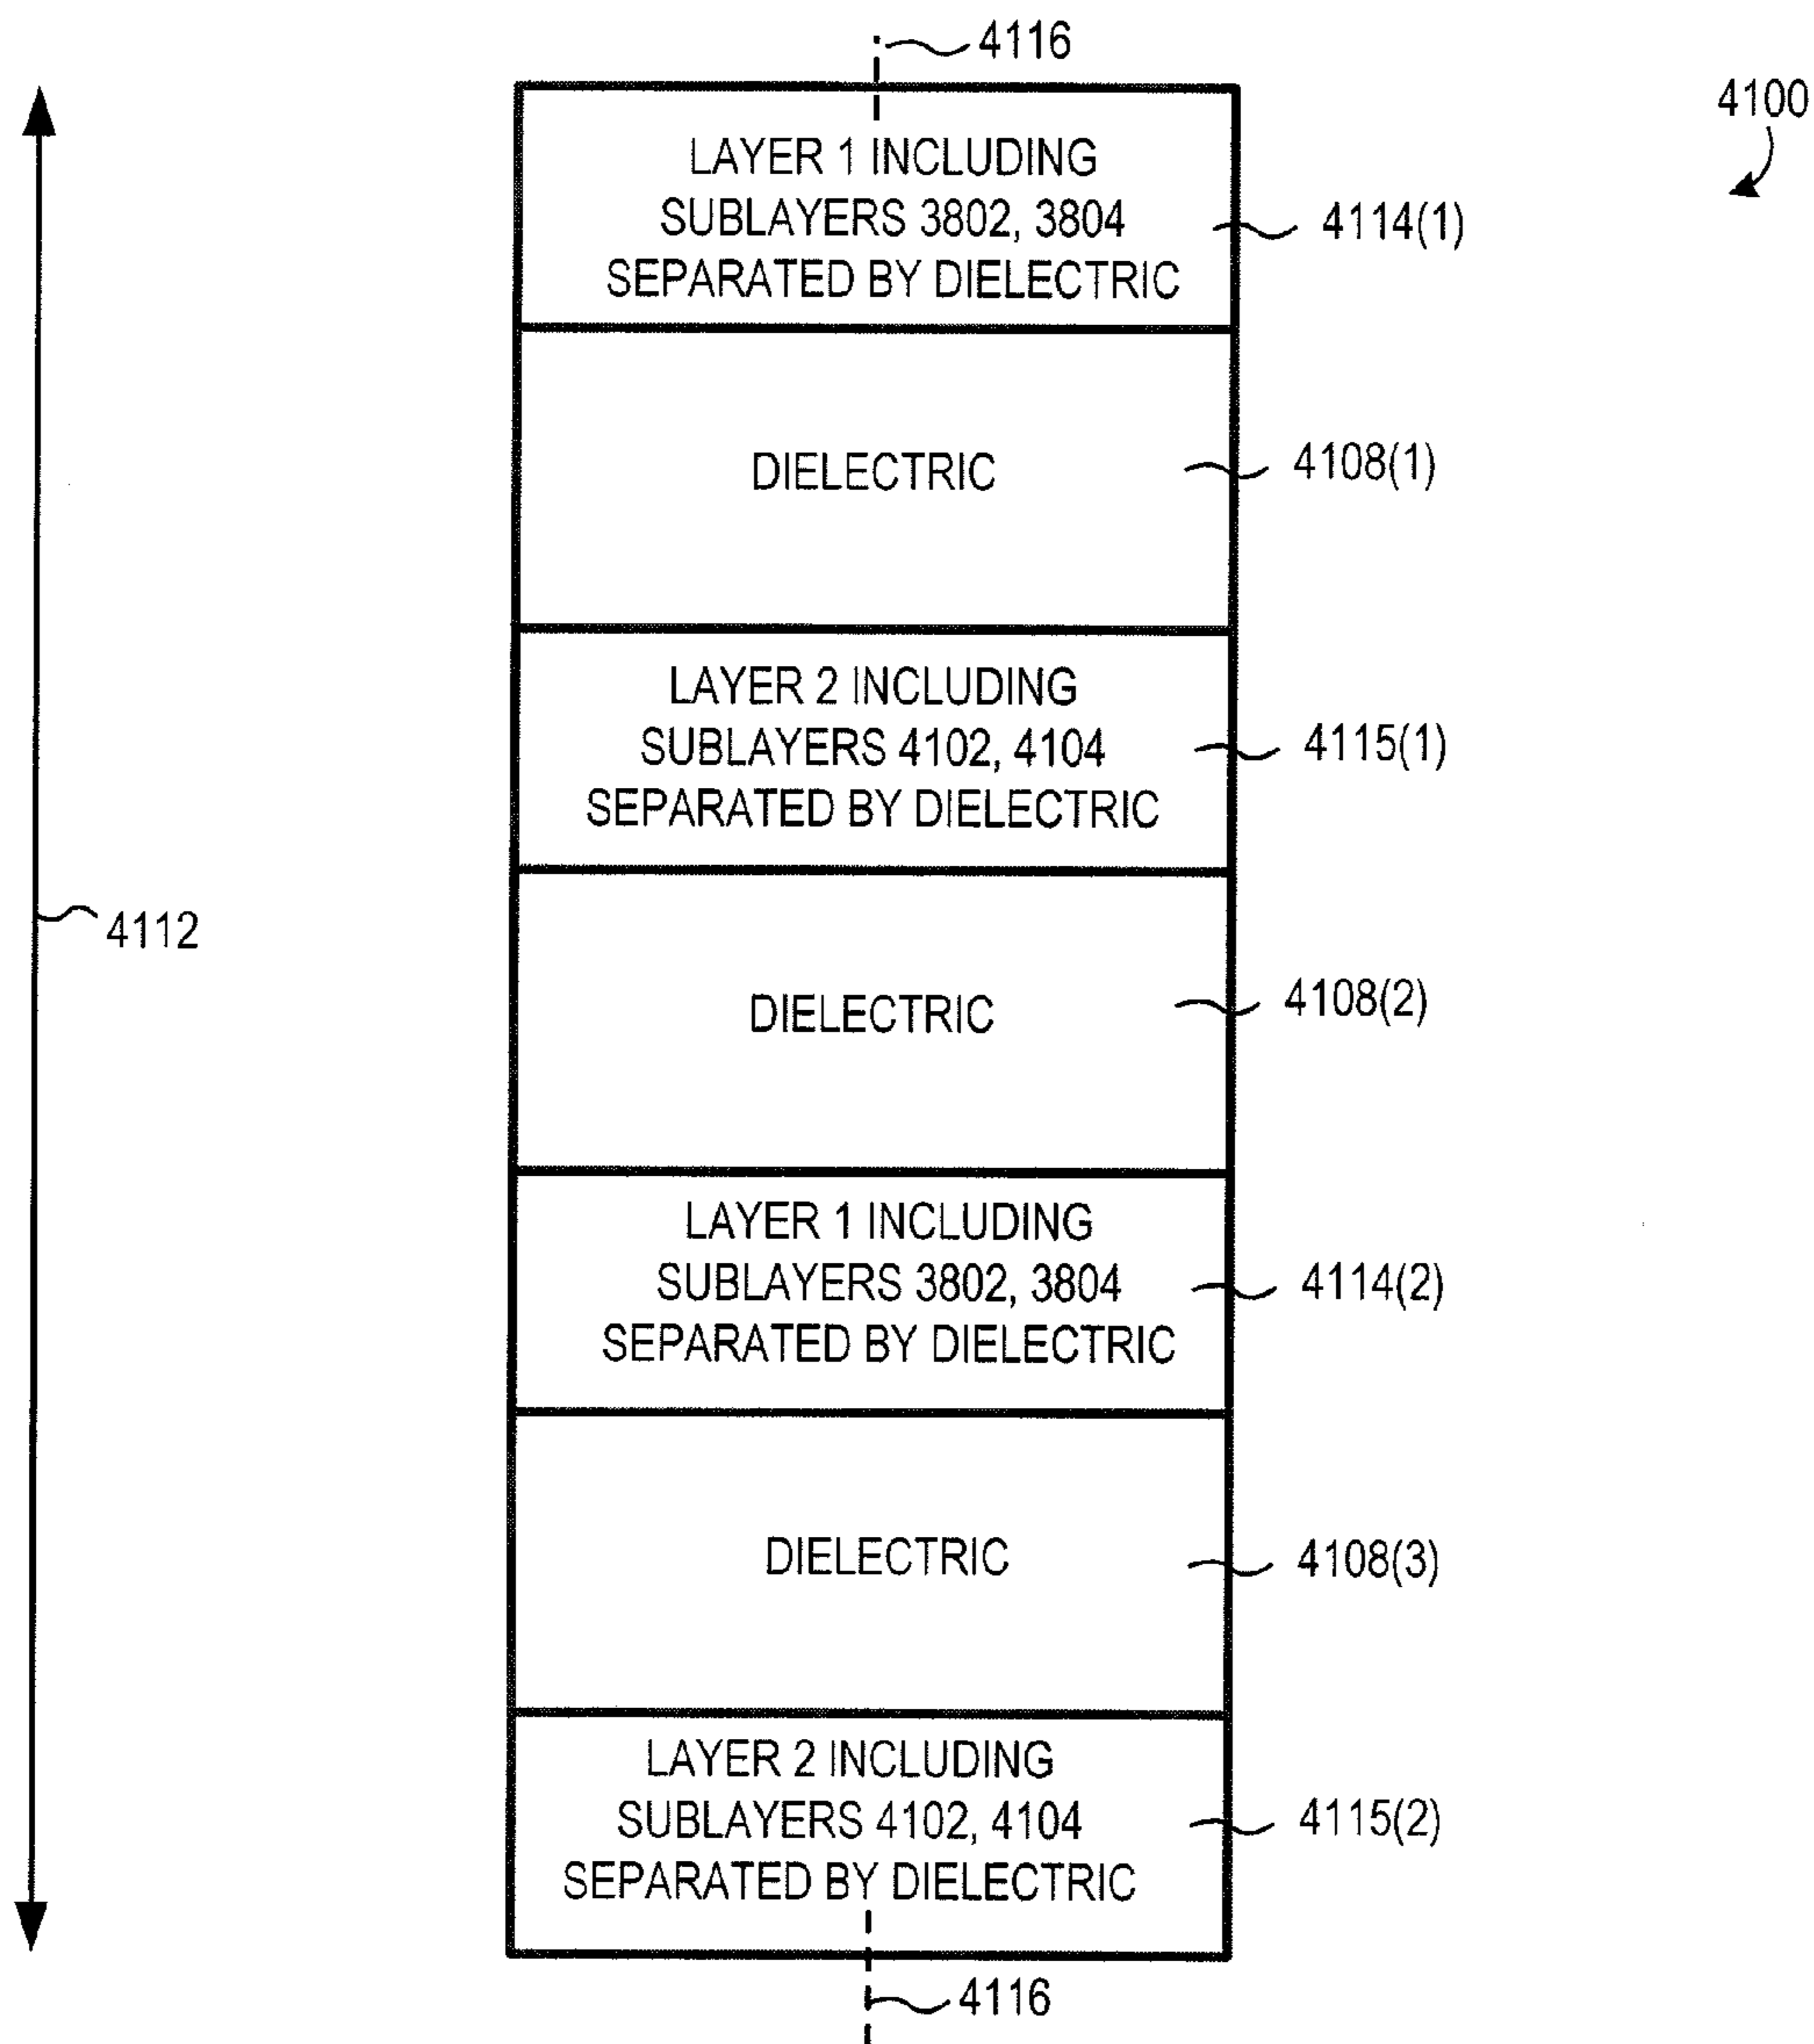 4116
4100
LAYER 1 INCLUDING
SUBLAYERS 3802, 3804
SEPARATED BY DIELECTRIC
4114(1)
DIELECTRIC
4108(1)
LAYER 2 INCLUDING
SUBLAYERS 4102, 4104
SEPARATED BY DIELECTRIC
4115(1)
4112
DIELECTRIC
4108(2)
LAYER 1 INCLUDING
SUBLAYERS 3802, 3804
SEPARATED BY DIELECTRIC
4114(2)
DIELECTRIC
4108(3)
LAYER 2 INCLUDING
SUBLAYERS 4102, 4104
SEPARATED BY DIELECTRIC
4115(2)
4116